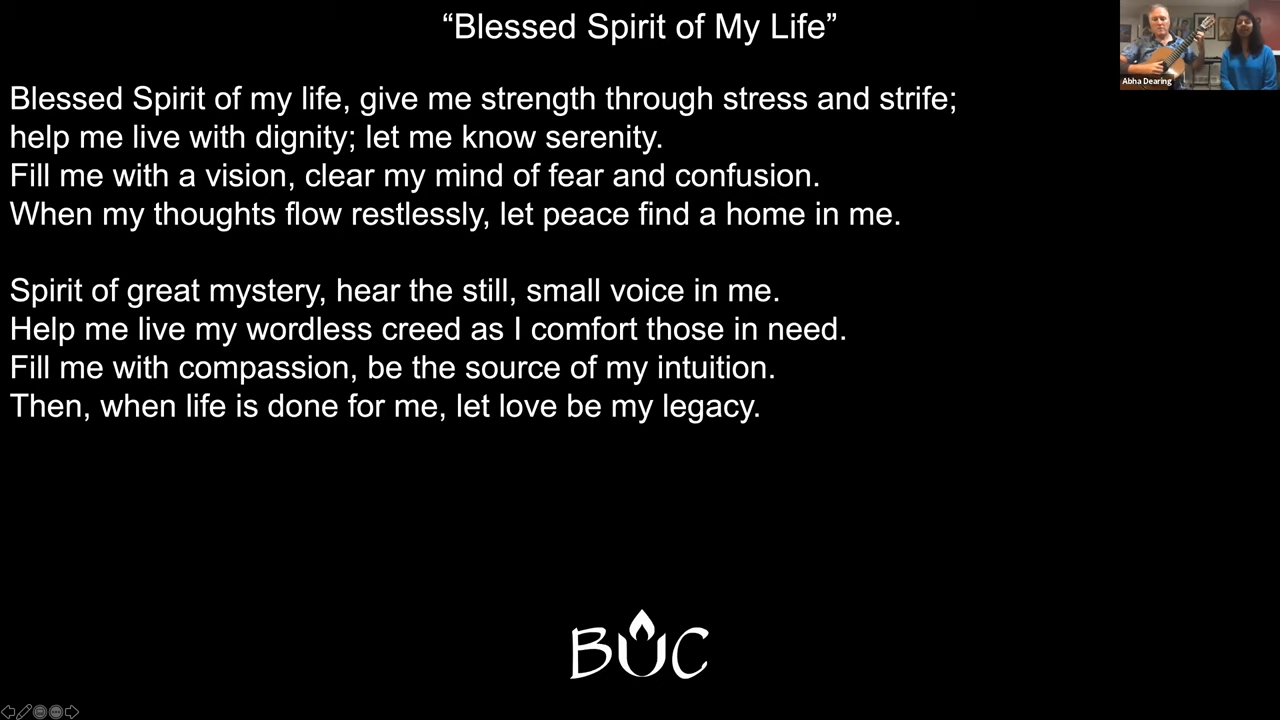 “Blessed Spirit of My Life”
Abha Dearing
Blessed Spirit of my life, give me strength through stress and strife;
help me live with dignity; let me know serenity.
Fill me with a vision, clear my mind of fear and confusion.
When my thoughts flow restlessly, let peace find a home in me.
Spirit of great mystery, hear the still, small voice in me.
Help me live my wordless creed as I comfort those in need.
Fill me with compassion, be the source of my intuition.
Then, when life is done for me, let love be my legacy.
BUC